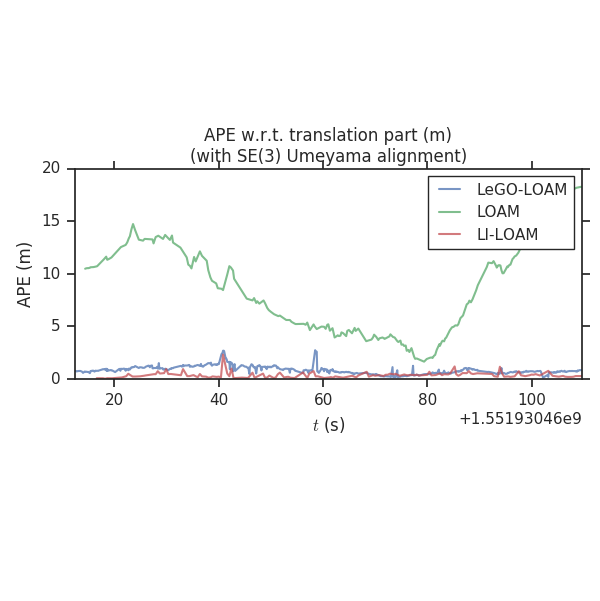 APE w.r.t. translation part (m)
(with SE(3) Umeyama alignment)
20
15
10
5
0
APE (m)
LeGO-LOAM
LOAM
LI-LOAM
20
40
60
80
100
+1.55193046e9
t (s)